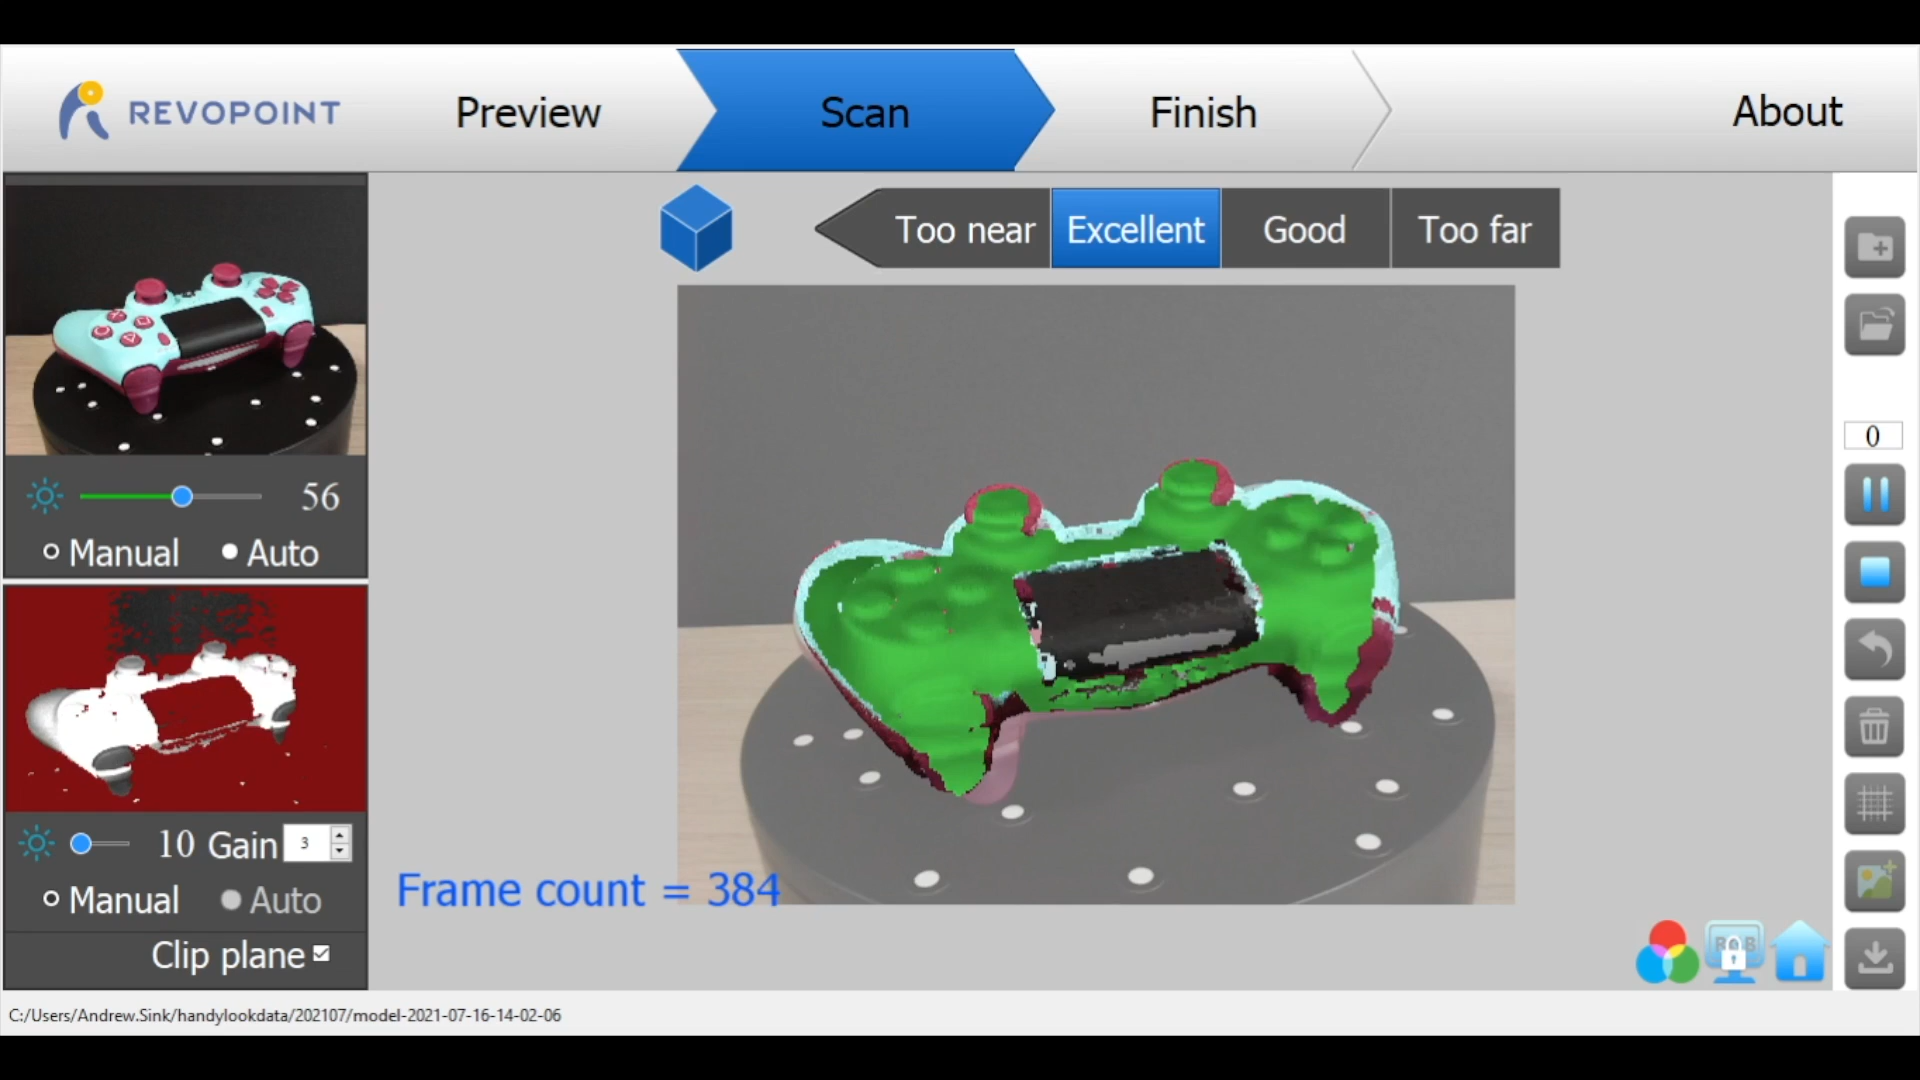 REVOPOINT
Preview
Scan
Finish
About
Too near
Excellent
Good
Too far
56
Manual
Auto
0
10
Gain
3
Manual
Auto
Clip plane
Frame count = 384
RGB
C:/Users/Andrew.Sink/handylookdata/202107/model-2021-07-16-14-02-06